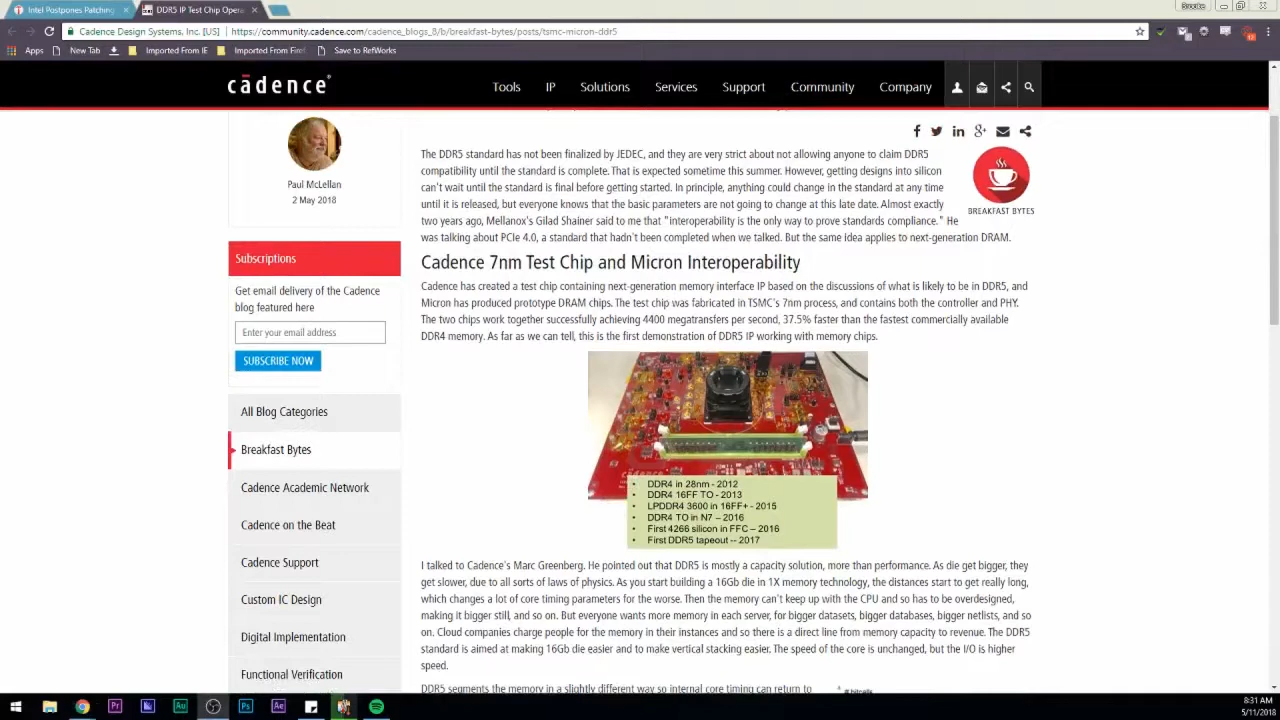 Intel Postpones Patching
DDR5 IP Test Chip Oper
Cadence Design Systems, Inc. [US]
https://community.cadence.com/cadence_blogs_8/b/breakfast-bytes/posts/tsmc-micron-ddr5
Apps
New Tab
Imported From IE
Imported From Firef
Save to RefWorks
cādence®
Tools
IP
Solutions
Services
Support
Community
Company
Paul McLellan
2 May 2018
Subscriptions
Get email delivery of the Cadence
blog featured here
Enter your email address
SUBSCRIBE NOW
All Blog Categories
Breakfast Bytes
Cadence Academic Network
Cadence on the Beat
Cadence Support
Custom IC Design
Digital Implementation
Functional Verification
The DDR5 standard has not been finalized by JEDEC, and they are very strict about not allowing anyone to claim DDR5
compatibility until the standard is complete. That is expected sometime this summer. However, getting designs into silicon
can't wait until the standard is final before getting started. In principle, anything could change in the standard at any time
until it is released, but everyone knows that the basic parameters are not going to change at this late date. Almost exactly
two years ago, Mellanox's Gilad Shainer said to me that "interoperability is the only way to prove standards compliance." He
was talking about PCIe 4.0, a standard that hadn't been completed when we talked. But the same idea applies to next-generation DRAM.
BREAKFAST BYTES
Cadence 7nm Test Chip and Micron Interoperability
Cadence has created a test chip containing next-generation memory interface IP based on the discussions of what is likely to be in DDR5, and
Micron has produced prototype DRAM chips. The test chip was fabricated in TSMC's 7nm process, and contains both the controller and PHY.
The two chips work together successfully achieving 4400 megatransfers per second, 37.5% faster than the fastest commercially available
DDR4 memory. As far as we can tell, this is the first demonstration of DDR5 IP working with memory chips.
• DDR4 in 28nm - 2012
• DDR4 16FF TO - 2013
• LPDDR4 3600 in 16FF+ - 2015
• DDR4 TO in N7 – 2016
• First 4266 silicon in FFC – 2016
• First DDR5 tapeout -- 2017
I talked to Cadence's Marc Greenberg. He pointed out that DDR5 is mostly a capacity solution, more than performance. As die get bigger, they
get slower, due to all sorts of laws of physics. As you start building a 16Gb die in 1X memory technology, the distances start to get really long,
which changes a lot of core timing parameters for the worse. Then the memory can't keep up with the CPU and so has to be overdesigned,
making it bigger still, and so on. But everyone wants more memory in each server, for bigger datasets, bigger databases, bigger netlists, and so
on. Cloud companies charge people for the memory in their instances and so there is a direct line from memory capacity to revenue. The DDR5
standard is aimed at making 16Gb die easier and to make vertical stacking easier. The speed of the core is unchanged, but the I/O is higher
speed.
DDR5 segments the memory in a slightly different way so internal core timing can return to
# bitcells
8:31 AM
5/11/2018